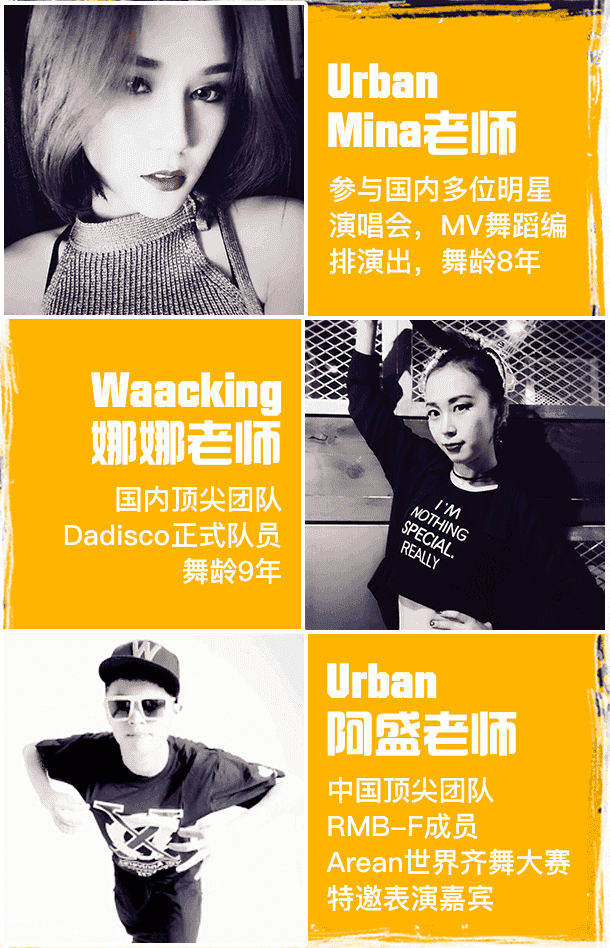 Urban
Mina老师
参与国内多位明星
演唱会，MV舞蹈编
排演出，舞龄8年
Waacking
娜娜老师
国内顶尖团队
Dadisco正式队员
舞龄9年
I'M
NOTHING
SPECIAL.
REALLY
W
Urban
阿盛老师
中国顶尖团队
RMB-F成员
Arean世界齐舞大赛
特邀表演嘉宾